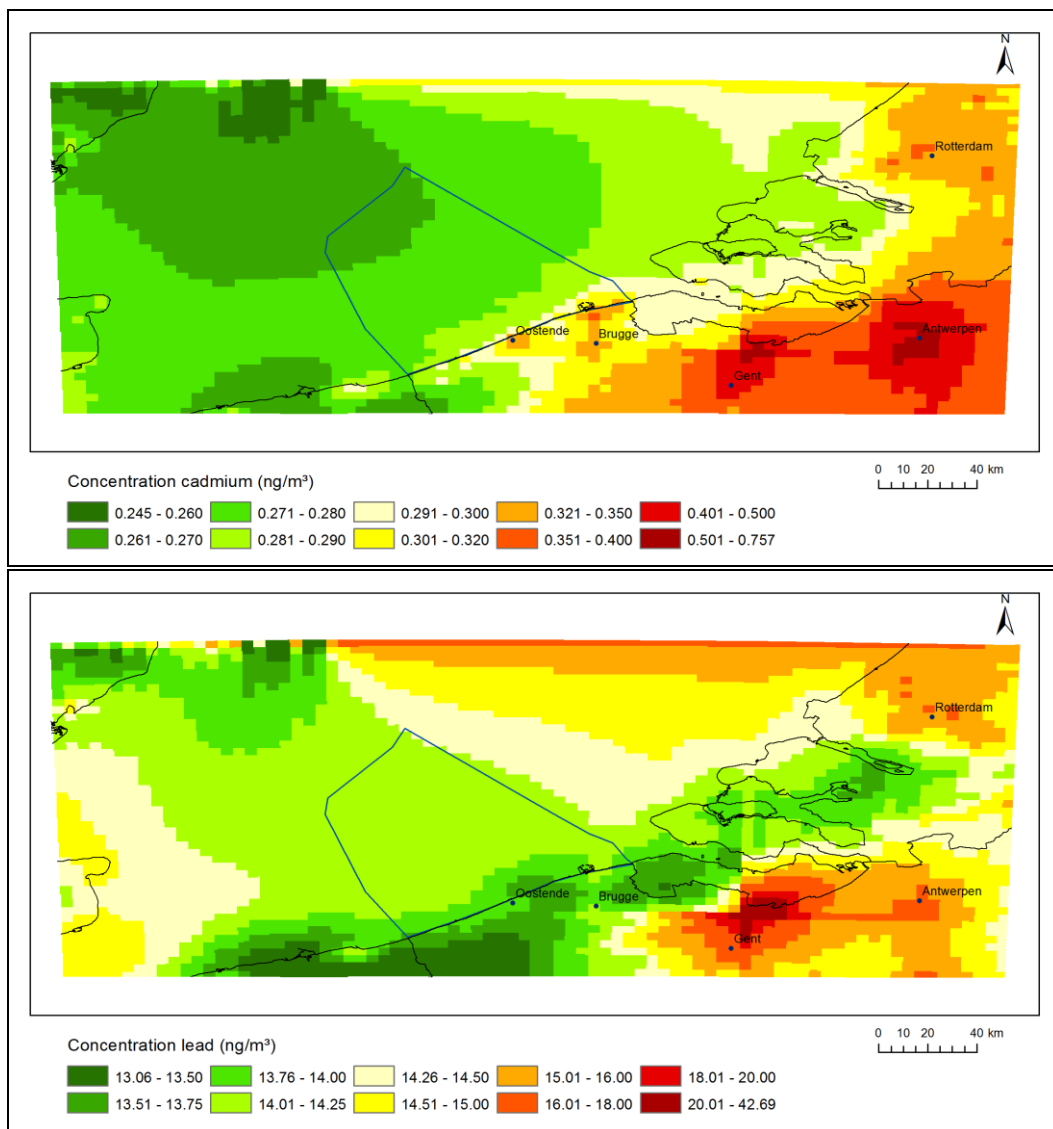 N
Rotterdam
Oostende
Brugge
Antwerpen
Gent
Concentration cadmium (ng/m³)
0 10 20 40 km
0.245 - 0.260 0.271 - 0.280 0.291 - 0.300 0.321 - 0.350 0.401 - 0.500
0.261 - 0.270 0.281 - 0.290 0.301 - 0.320 0.351 - 0.400 0.501 - 0.757
N
Rotterdam
Oostende
Brugge
Antwerpen
Gent
Concentration lead (ng/m³)
0 10 20 40 km
13.06 - 13.50 13.76 - 14.00 14.26 - 14.50 15.01 - 16.00 18.01 - 20.00
13.51 - 13.75 14.01 - 14.25 14.51 - 15.00 16.01 - 18.00 20.01 - 42.69